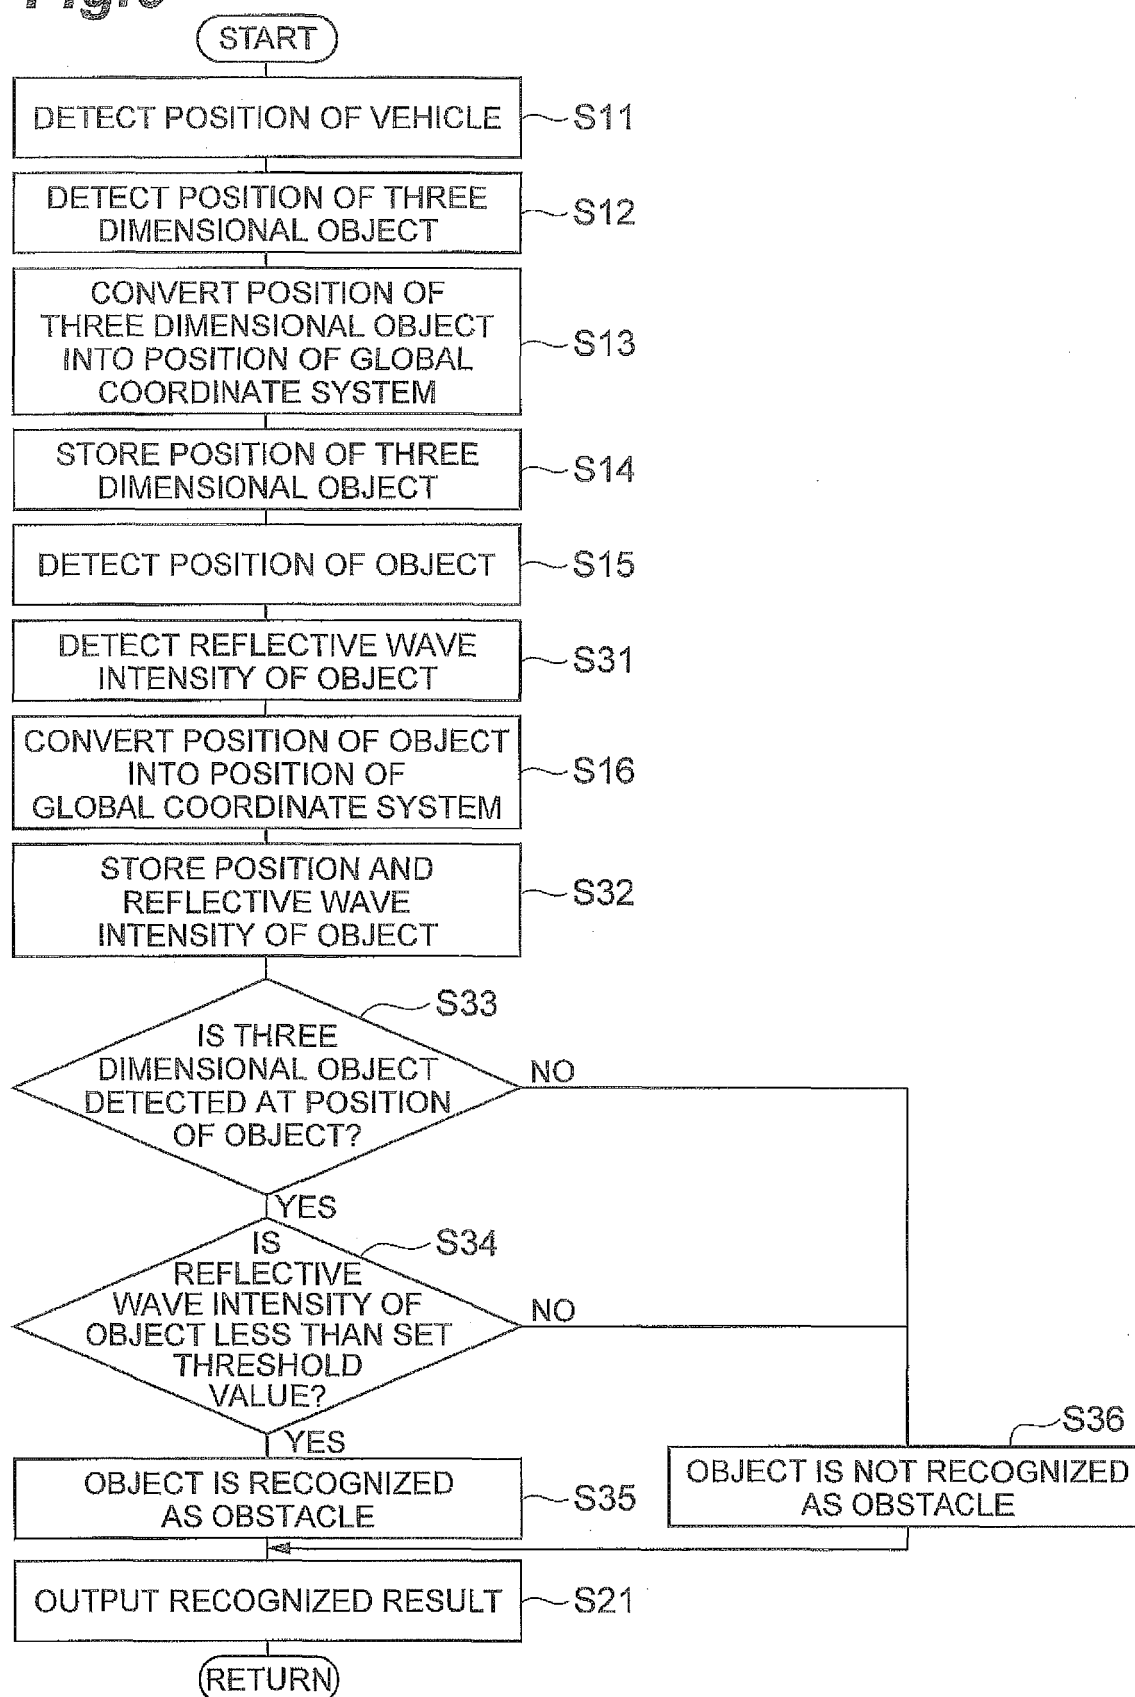 START
DETECT POSITION OF VEHICLE
S11
DETECT POSITION OF THREE
DIMENSIONAL OBJECT
S12
CONVERT POSITION OF
THREE DIMENSIONAL OBJECT
INTO POSITION OF GLOBAL
COORDINATE SYSTEM
S13
STORE POSITION OF THREE
DIMENSIONAL OBJECT
S14
DETECT POSITION OF OBJECT
S15
DETECT REFLECTIVE WAVE
INTENSITY OF OBJECT
S31
CONVERT POSITION OF OBJECT
INTO POSITION OF
GLOBAL COORDINATE SYSTEM
S16
STORE POSITION AND
REFLECTIVE WAVE
INTENSITY OF OBJECT
S32
S33
IS THREE
DIMENSIONAL OBJECT
DETECTED AT POSITION
OF OBJECT?
NO
YES
S34
IS
REFLECTIVE
WAVE INTENSITY OF
OBJECT LESS THAN SET
THRESHOLD
VALUE?
NO
YES
OBJECT IS RECOGNIZED
AS OBSTACLE
S35
S36
OBJECT IS NOT RECOGNIZED
AS OBSTACLE
OUTPUT RECOGNIZED RESULT
S21
RETURN